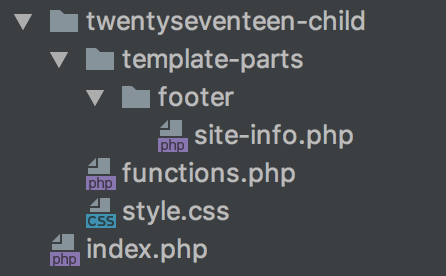 twentyseventeen-child
template-parts
footer
php site-info.php
php functions.php
CSS style.css
php index.php